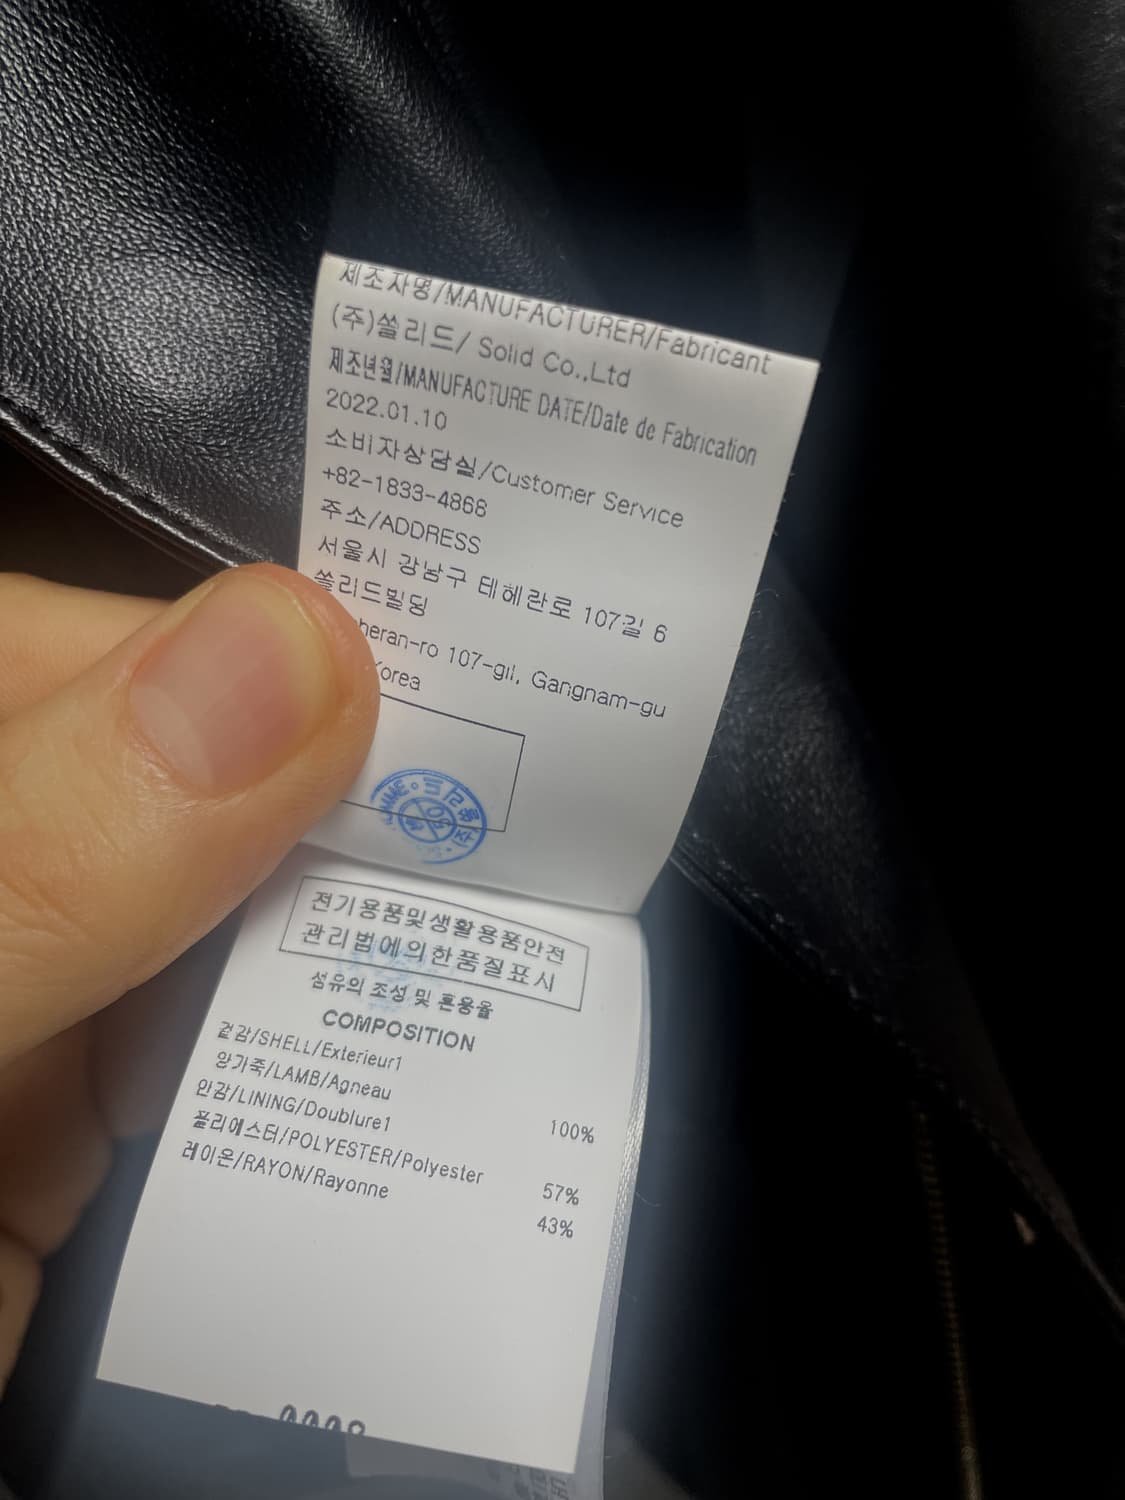 제조자명/MANUFACTURER/Fabricant
(주)쏠리드/ Solid Co.,Ltd
제조년월/MANUFACTURE DATE/Date de Fabrication
2022.01.10
소비자상담실/Customer Service
+82-1833-4868
주소/ADDRESS
서울시 강남구 테헤란로 107길 6
쏠리드빌딩
107-gil, Gangnam-gu
전기용품및생활용품안전
관리법에의한품질표시
섬유의 조성 및 혼용율
COMPOSITION
겉감/SHELL/Exterieur1
양가죽/LAMB/Agneau
100%
안감/LINING/Doublure1
폴리에스터/POLYESTER/Polyester
57%
레이온/RAYON/Rayonne
43%